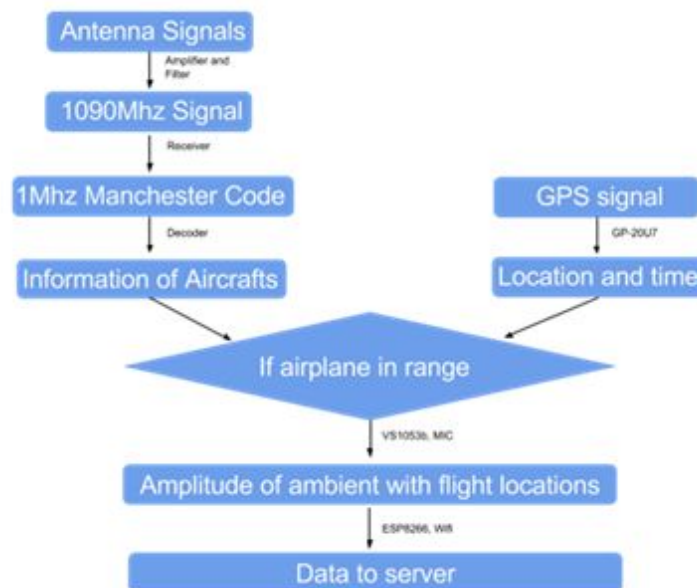 Antenna Signals
Amplifier and
Filter
1090Mhz Signal
Receiver
1Mhz Manchester Code
Decoder
Information of Aircrafts
GPS signal
GP-20U7
Location and time
If airplane in range
VS1053b, MIC
Amplitude of ambient with flight locations
ESP8266, Wifi
Data to server